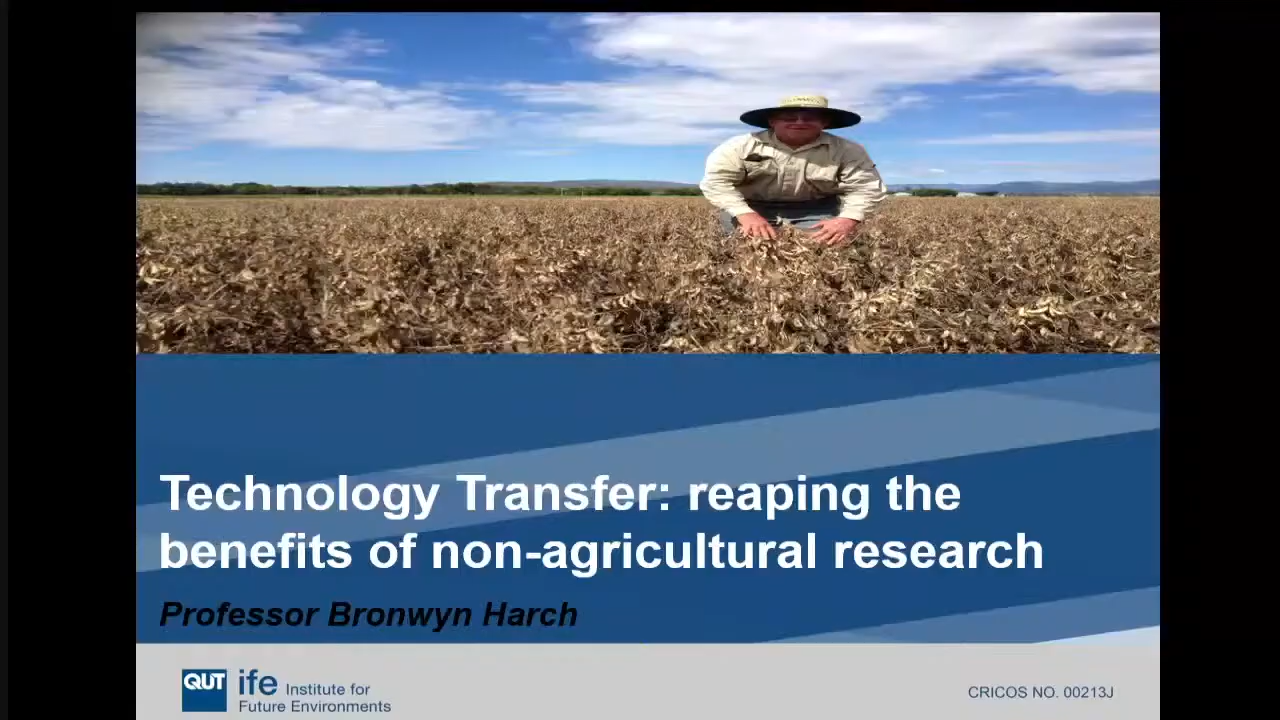 Technology Transfer: reaping the
benefits of non-agricultural research
Professor Bronwyn Harch
QUT
ife Institute for
Future Environments
CRICOS NO. 00213J